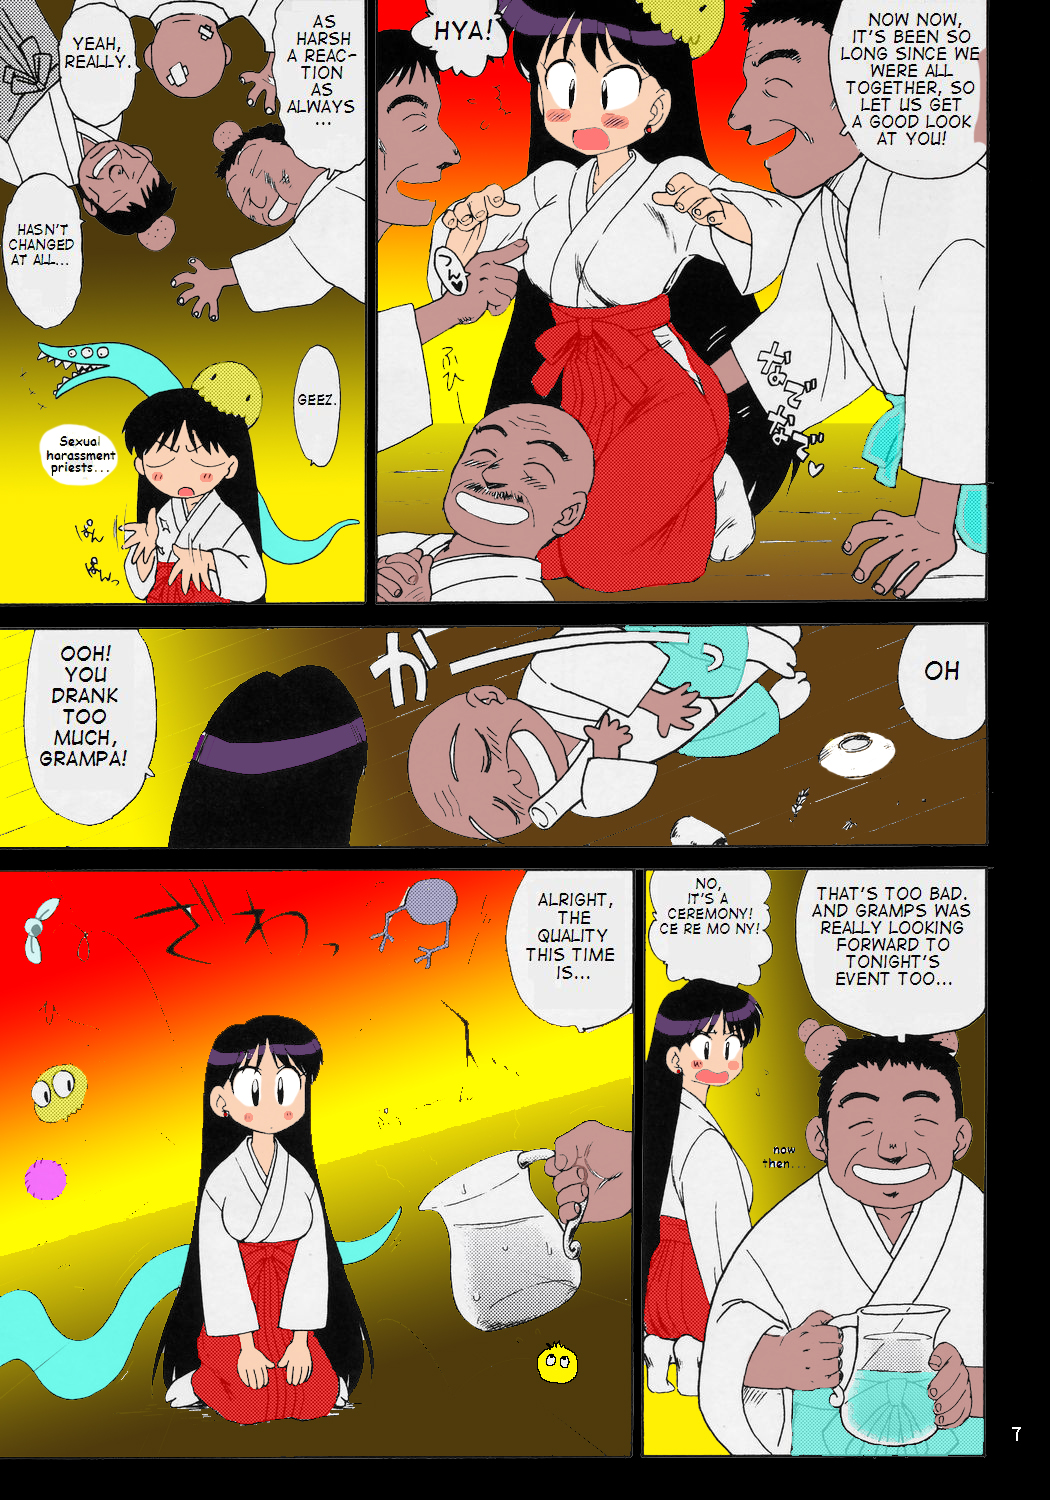 NOW NOW,
IT'S BEEN SO
LONG SINCE WE
WERE ALL
TOGETHER, SO
LET US GET
A GOOD LOOK
AT YOU!
HYA!
つん♥
ふひ
なで
なで
AS
HARSH
A REAC-
TION
AS
ALWAYS
...
YEAH,
REALLY.
HASN'T
CHANGED
AT ALL...
GEEZ.
Sexual
harassment
priests...
ぱん
ぱんっ
OH
か
OOH!
YOU
DRANK
TOO
MUCH,
GRAMPA!
THAT'S TOO BAD.
AND GRAMPS WAS
REALLY LOOKING
FORWARD TO
TONIGHT'S
EVENT TOO...
NO,
IT'S A
CEREMONY!
CE RE MO NY!
now
then...
ALRIGHT,
THE
QUALITY
THIS TIME
IS...
ざわっ
7